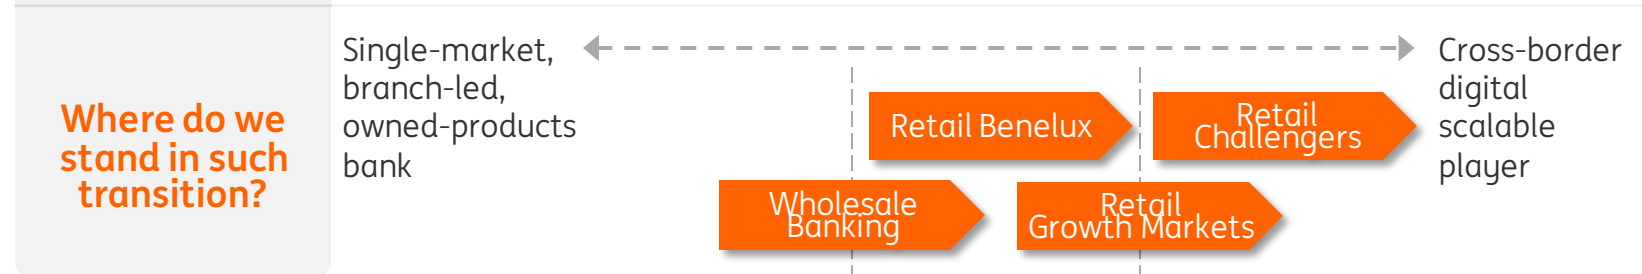 Where do we
stand in such
transition?
Single-market,
branch-led,
owned-products
bank
Retail Benelux
Retail
Challengers
Wholesale
Banking
Retail
Growth Markets
Cross-border
digital
scalable
player